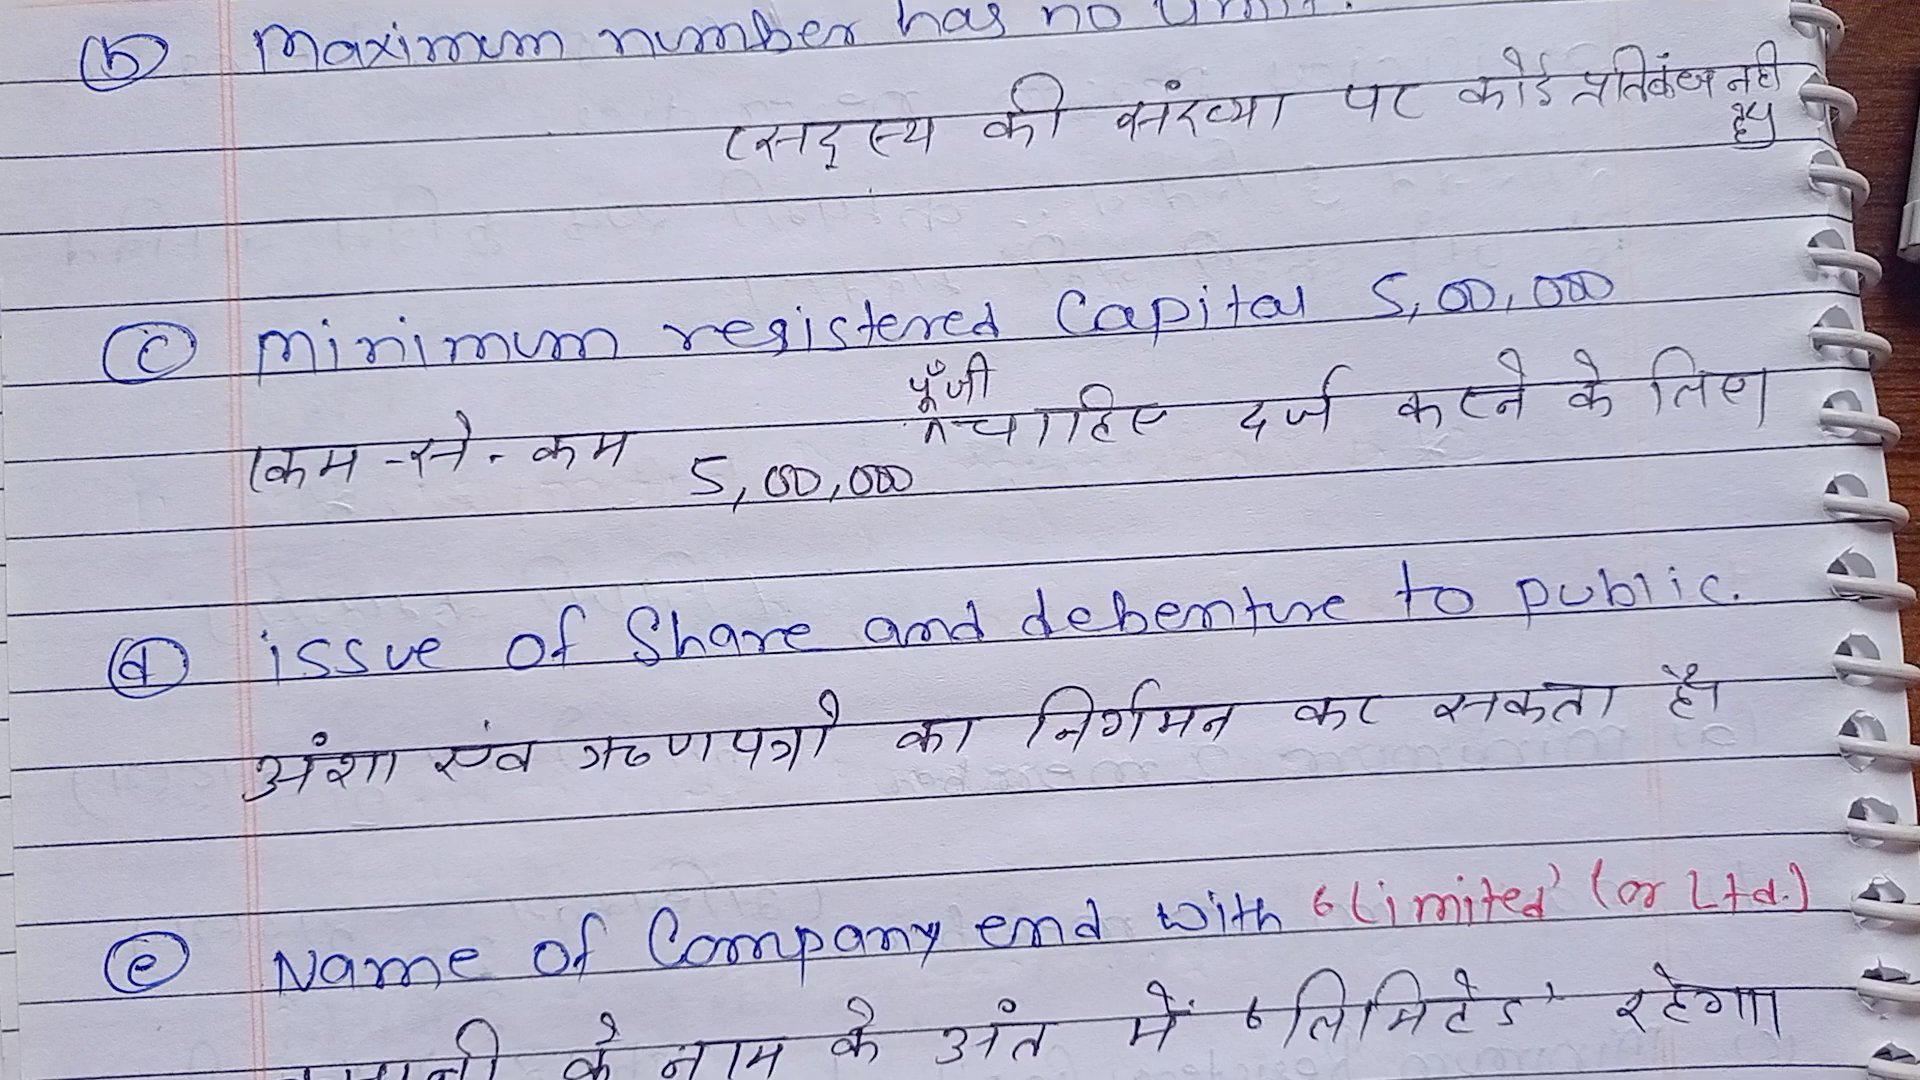 (b) Maximum number has no limit.
(सदस्य की संख्या पर कोई प्रतिबंध नही
है)
(c) Minimum registered Capital 5,00,000
पूँजी
(कम-से-कम 5,00,000 ^ चाहिए दर्ज करने के लिए)
(d) issue of Share and debenture to public.
अंशा एंव ऋणपत्रो का निर्गमन कर सकता है।
(e) Name of Company end with 'Limited' (or Ltd.)
के नाम के अंत में 'लिमिटेड' रहेगा।